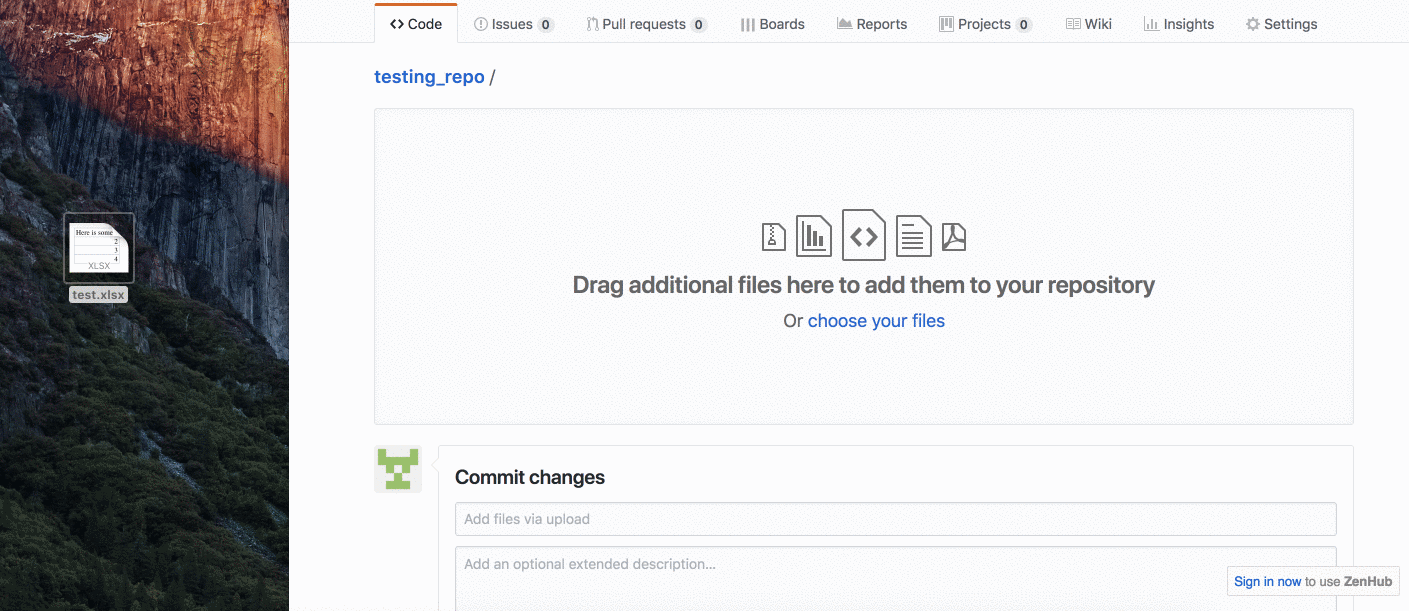 Code Issues 0 Pull requests 0 Boards Reports Projects 0 Wiki Insights Settings
testing_repo /
Here is some
2
3
4
XLSX
test.xlsx
Drag additional files here to add them to your repository
Or choose your files
Commit changes
Add files via upload
Add an optional extended description...
Sign in now to use ZenHub